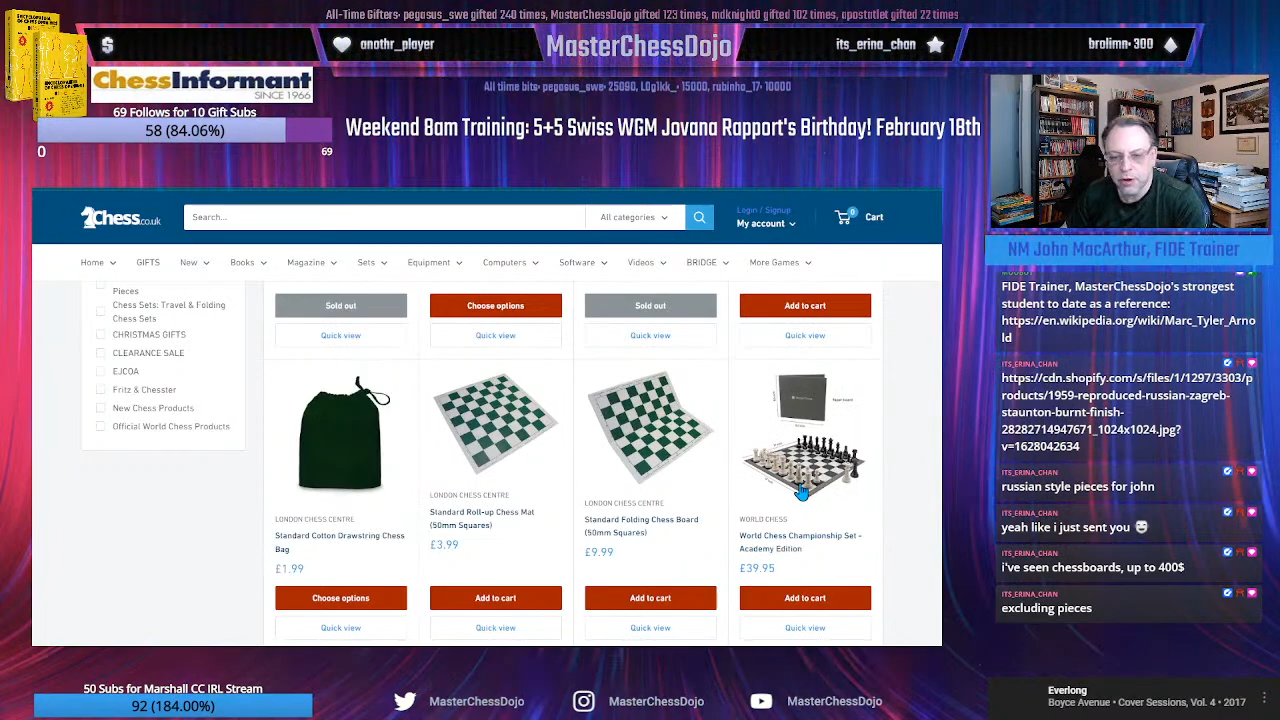 All-Time Gifters• pegasus_swe gifted 240 times, MasterChessDojo gifted 123 times, mdknight0 gifted 102 times, apostatlet gifted 22 times
$
anothr_player
MasterChessDojo
its_erina_chan
brolimn• 300
ChessInformant
SINCE 1966
All tiime bits• pegasus_swe• 25090, L0g1kk_• 15000, rubinho_17• 10000
69 Follows for 10 Gift Subs
58 (84.06%)
0
69
Weekend 8am Training: 5+5 Swiss WGM Jovana Rapport's Birthday! February 18th
Chess.co.uk
Search...
All categories
Login / Signup
My account
0
Cart
Home
GIFTS
New
Books
Magazine
Sets
Equipment
Computers
Software
Videos
BRIDGE
More Games
Pieces
Chess Sets: Travel & Folding
Chess Sets
CHRISTMAS GIFTS
CLEARANCE SALE
EJCOA
Fritz & Chesster
New Chess Products
Official World Chess Products
Sold out
Choose options
Sold out
Add to cart
Quick view
Quick view
Quick view
Quick view
LONDON CHESS CENTRE
Standard Cotton Drawstring Chess
Bag
£1.99
Choose options
Quick view
LONDON CHESS CENTRE
Standard Roll-up Chess Mat
(50mm Squares)
£3.99
Add to cart
Quick view
LONDON CHESS CENTRE
Standard Folding Chess Board
(50mm Squares)
£9.99
Add to cart
Quick view
WORLD CHESS
World Chess Championship Set -
Academy Edition
£39.95
Add to cart
Quick view
NM John MacArthur, FIDE Trainer
FIDE Trainer, MasterChessDojo's strongest
student to date as a reference:
https://en.wikipedia.org/wiki/Marc_Tyler_Arno
ld
ITS_ERINA_CHAN
https://cdn.shopify.com/s/files/1/1297/3303/p
roducts/1959-reproduced-russian-zagreb-
staunton-burnt-finish-
28282714947671_1024x1024.jpg?
v=1628042634
ITS_ERINA_CHAN
russian style pieces for john
ITS_ERINA_CHAN
yeah like i just sent you
ITS_ERINA_CHAN
i've seen chessboards, up to 400$
ITS_ERINA_CHAN
excluding pieces
50 Subs for Marshall CC IRL Stream
92 (184.00%)
MasterChessDojo
MasterChessDojo
MasterChessDojo
Everlong
Boyce Avenue • Cover Sessions, Vol. 4 • 2017